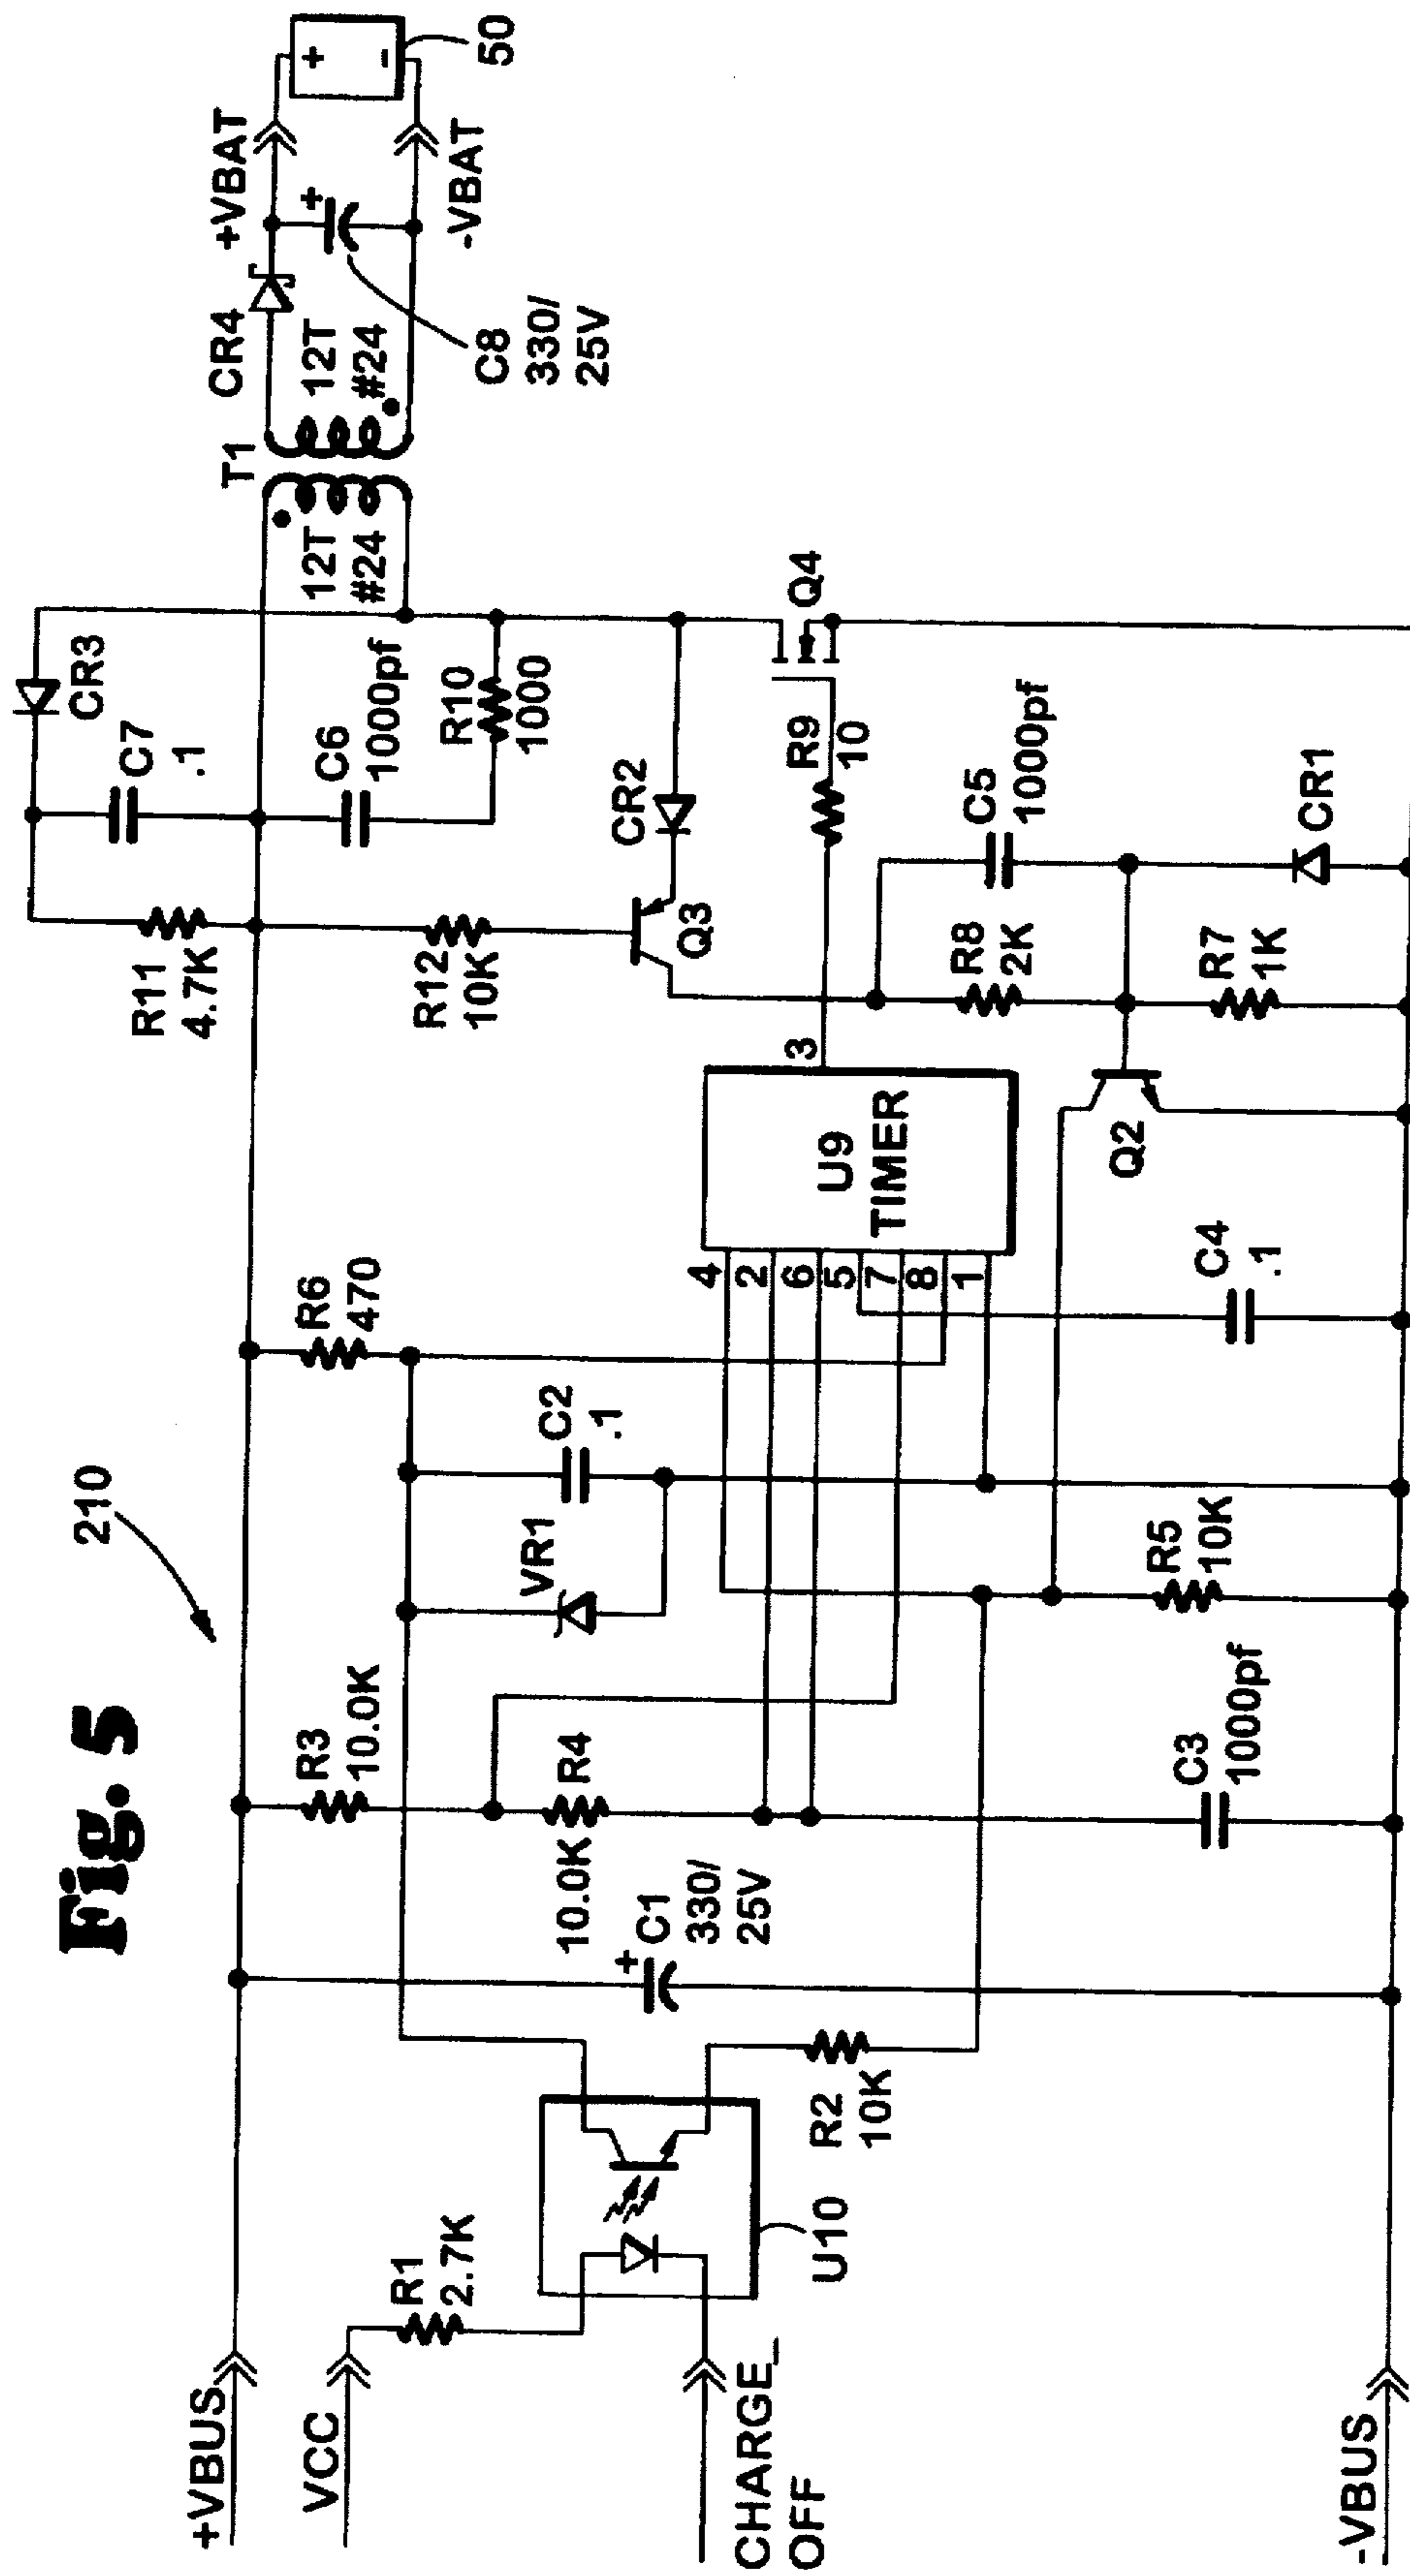 Fig. 5
210
+VBUS
VCC
R1
2.7K
CHARGE_
OFF
-VBUS
U10
R2
10K
+
C1
330/
25V
R3
10.0K
R4
10.0K
C3
1000pf
VR1
C2
.1
R5
10K
R6
470
4
2
6
5
7
8
1
U9
TIMER
3
C4
.1
Q2
R11
4.7K
R12
10K
C7
.1
CR3
C6
1000pf
R10
1000
Q3
CR2
R8
2K
R7
1K
C5
1000pf
CR1
R9
10
Q4
T1
12T
#24
12T
#24
CR4
C8
330/
25V
+
+VBAT
-VBAT
+
-
50